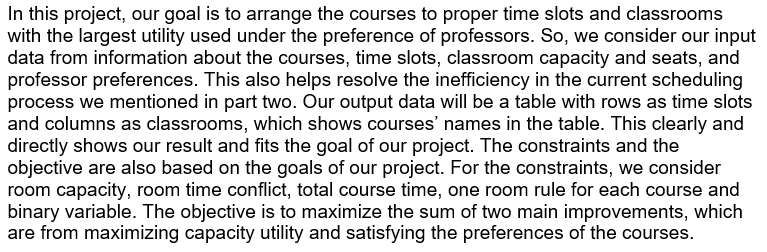 In this project, our goal is to arrange the courses to proper time slots and classrooms
with the largest utility used under the preference of professors. So, we consider our input
data from information about the courses, time slots, classroom capacity and seats, and
professor preferences. This also helps resolve the inefficiency in the current scheduling
process we mentioned in part two. Our output data will be a table with rows as time slots
and columns as classrooms, which shows courses’ names in the table. This clearly and
directly shows our result and fits the goal of our project. The constraints and the
objective are also based on the goals of our project. For the constraints, we consider
room capacity, room time conflict, total course time, one room rule for each course and
binary variable. The objective is to maximize the sum of two main improvements, which
are from maximizing capacity utility and satisfying the preferences of the courses.